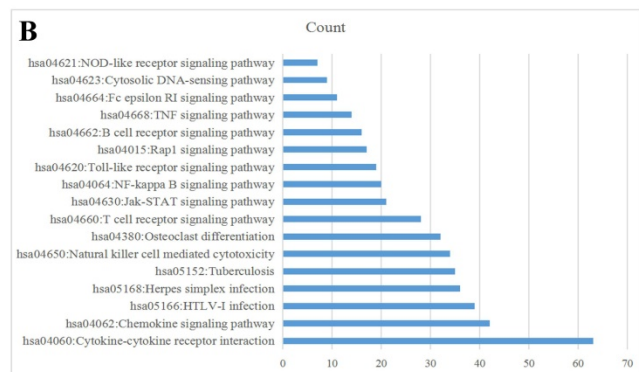 B
Count
hsa04621:NOD-like receptor signaling pathway
hsa04623:Cytosolic DNA-sensing pathway
hsa04664:Fc epsilon RI signaling pathway
hsa04668:TNF signaling pathway
hsa04662:B cell receptor signaling pathway
hsa04015:Rap1 signaling pathway
hsa04620:Toll-like receptor signaling pathway
hsa04064:NF-kappa B signaling pathway
hsa04630:Jak-STAT signaling pathway
hsa04660:T cell receptor signaling pathway
hsa04380:Osteoclast differentiation
hsa04650:Natural killer cell mediated cytotoxicity
hsa05152:Tuberculosis
hsa05168:Herpes simplex infection
hsa05166:HTLV-I infection
hsa04062:Chemokine signaling pathway
hsa04060:Cytokine-cytokine receptor interaction
0 10 20 30 40 50 60 70